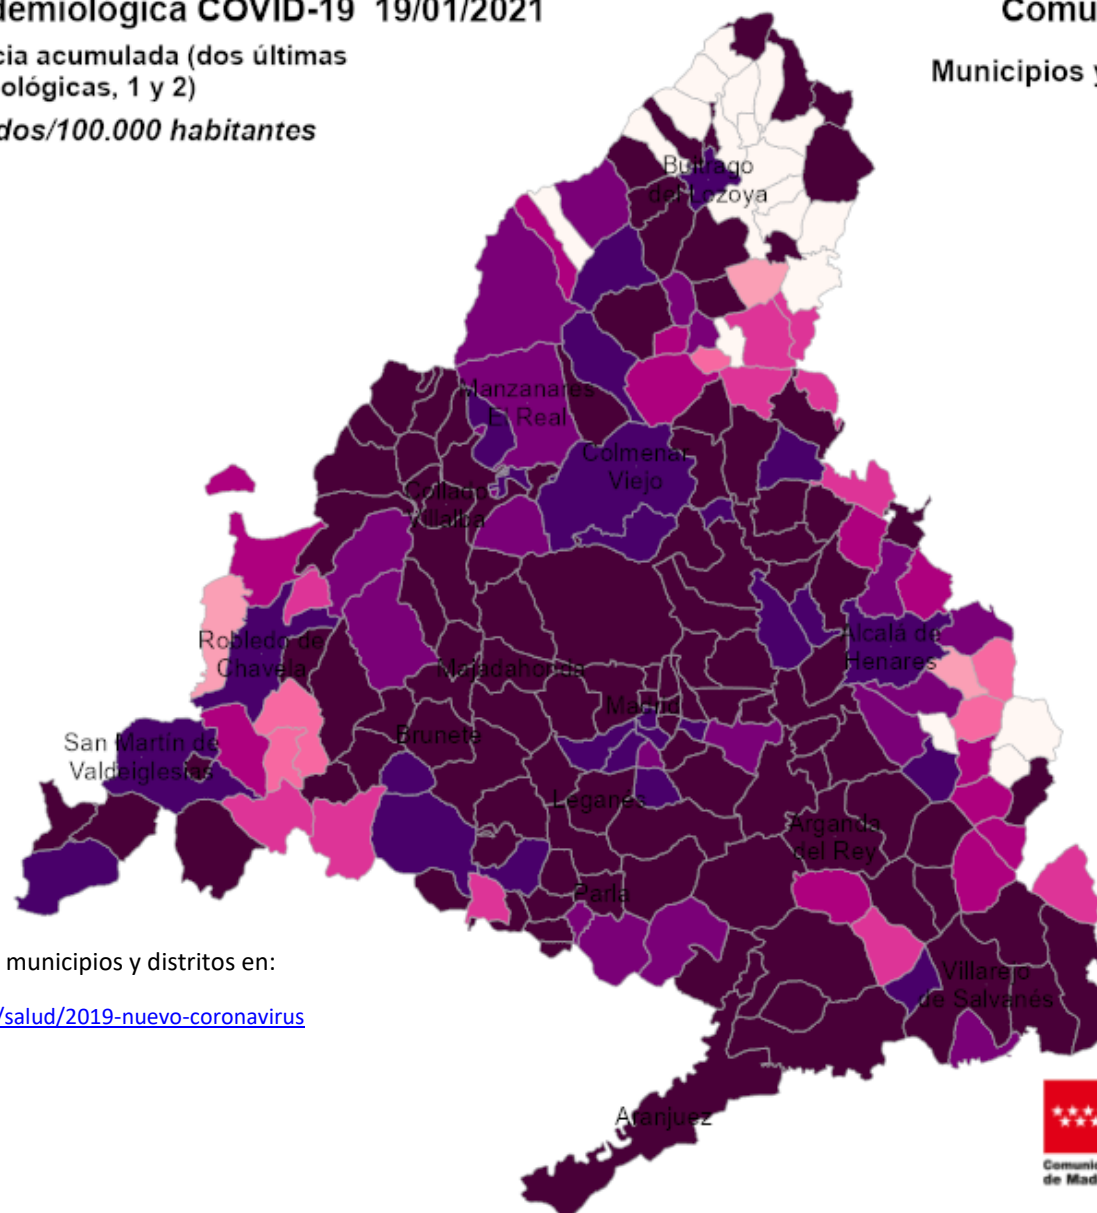 demiológica COVID-19 19/01/2021
Comu
cia acumulada (dos últimas
ológicas, 1 y 2)
Municipios y
dos/100.000 habitantes
Buitrago
del Lozoya
Manzanares
El Real
Colmenar
Viejo
Collado
Villalba
Alcalá de
Henares
Robledo de
Chavela
Majadahonda
Madrid
Brunete
San Martín de
Valdeiglesias
Leganés
Arganda
del Rey
Parla
municipios y distritos en:
Villarejo
de Salvanés
/salud/2019-nuevo-coronavirus
Aranjuez
Comunid
de Mad